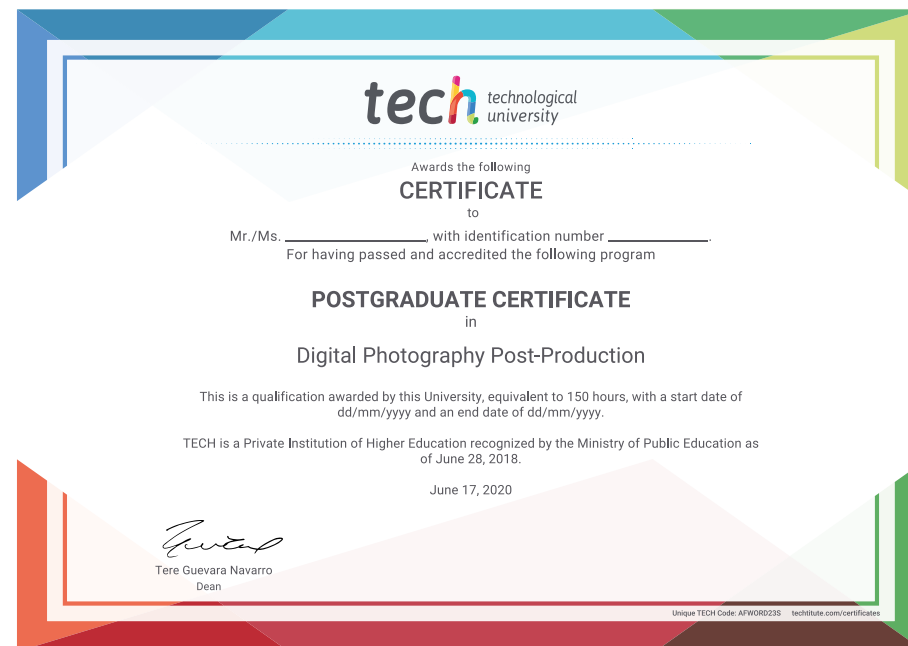 tech technological
university
Awards the following
CERTIFICATE
to
Mr./Ms. ____________, with identification number ____________.
For having passed and accredited the following program
POSTGRADUATE CERTIFICATE
in
Digital Photography Post-Production
This is a qualification awarded by this University, equivalent to 150 hours, with a start date of
dd/mm/yyyy and an end date of dd/mm/yyyy.
TECH is a Private Institution of Higher Education recognized by the Ministry of Public Education as
of June 28, 2018.
June 17, 2020
Tere Guevara Navarro
Dean
Unique TECH Code: AFWORD23S techtitute.com/certificates